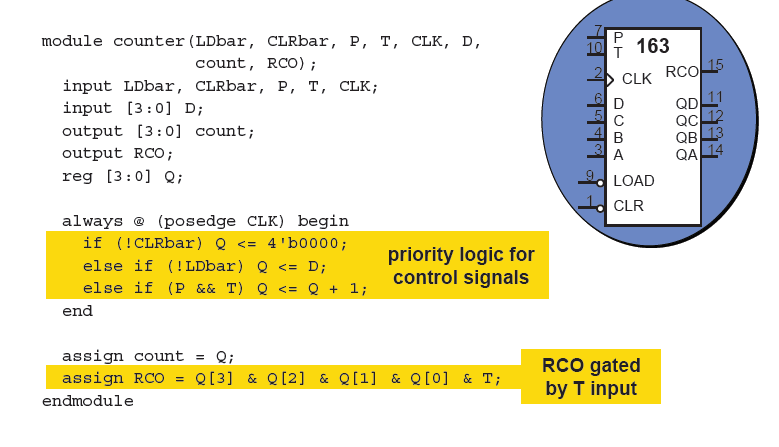 module counter(LDbar, CLRbar, P, T, CLK, D,
count, RCO);
input LDbar, CLRbar, P, T, CLK;
input [3:0] D;
output [3:0] count;
output RCO;
reg [3:0] Q;
always @ (posedge CLK) begin
if (!CLRbar) Q <= 4'b0000;
else if (!LDbar) Q <= D;
else if (P && T) Q <= Q + 1;
end
priority logic for
control signals
assign count = Q;
assign RCO = Q[3] & Q[2] & Q[1] & Q[0] & T;
endmodule
RCO gated
by T input
163
7 P
10 T
2 CLK
RCO 15
6 D
5 C
4 B
3 A
QD 11
QC 12
QB 13
QA 14
9 LOAD
1 CLR